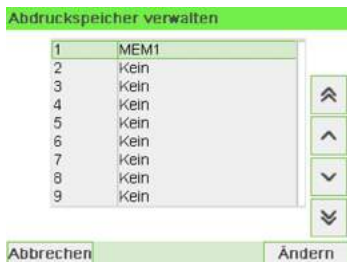 Abdruckspeicher verwalten
1 MEM1
2 Kein
3 Kein
4 Kein
5 Kein
6 Kein
7 Kein
8 Kein
9 Kein
Abbrechen Ändern